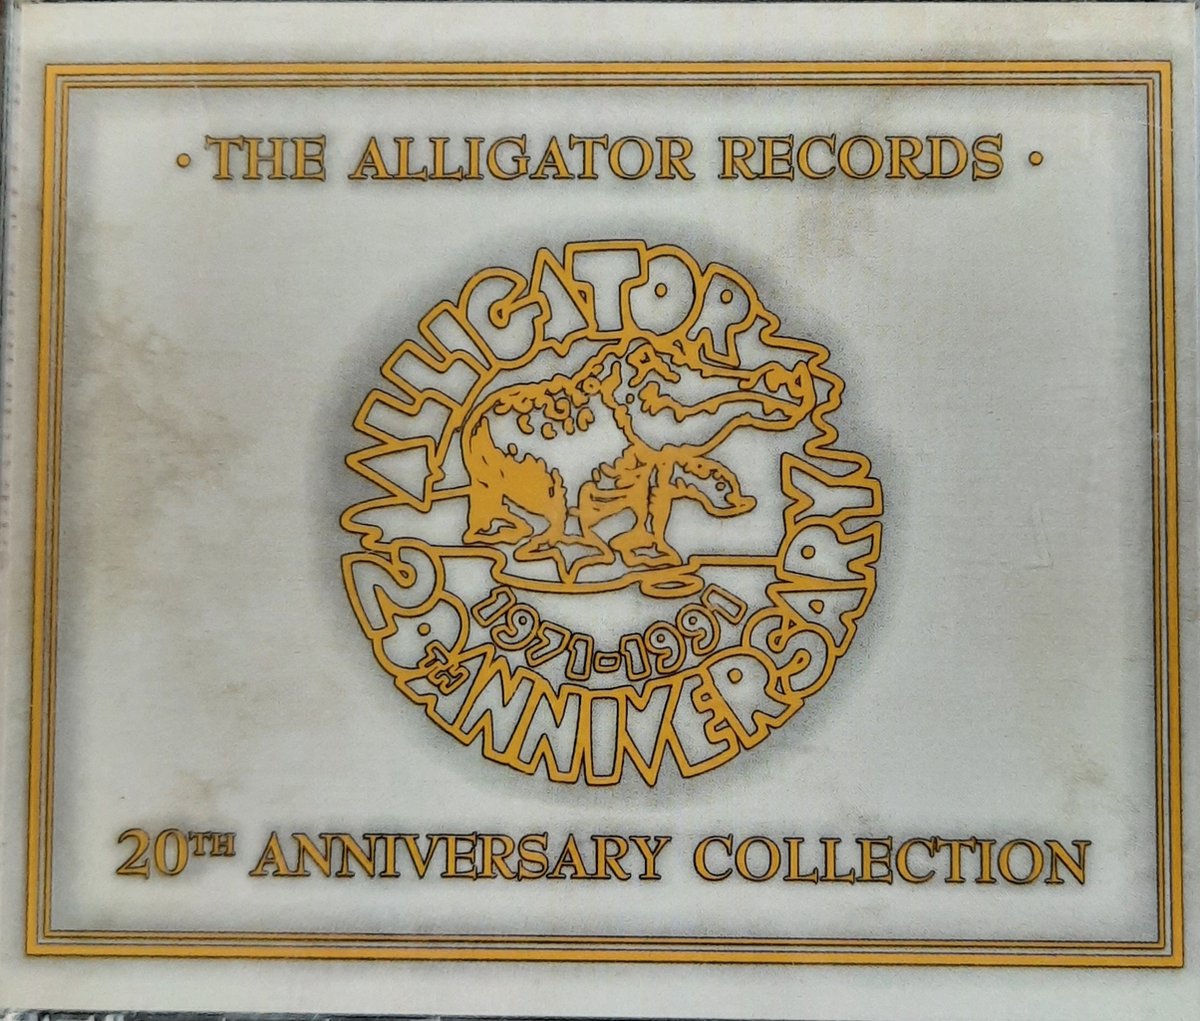 • THE ALLIGATOR RECORDS •
ALLIGATOR
1971-1991
20TH ANNIVERSARY
20TH ANNIVERSARY COLLECTION